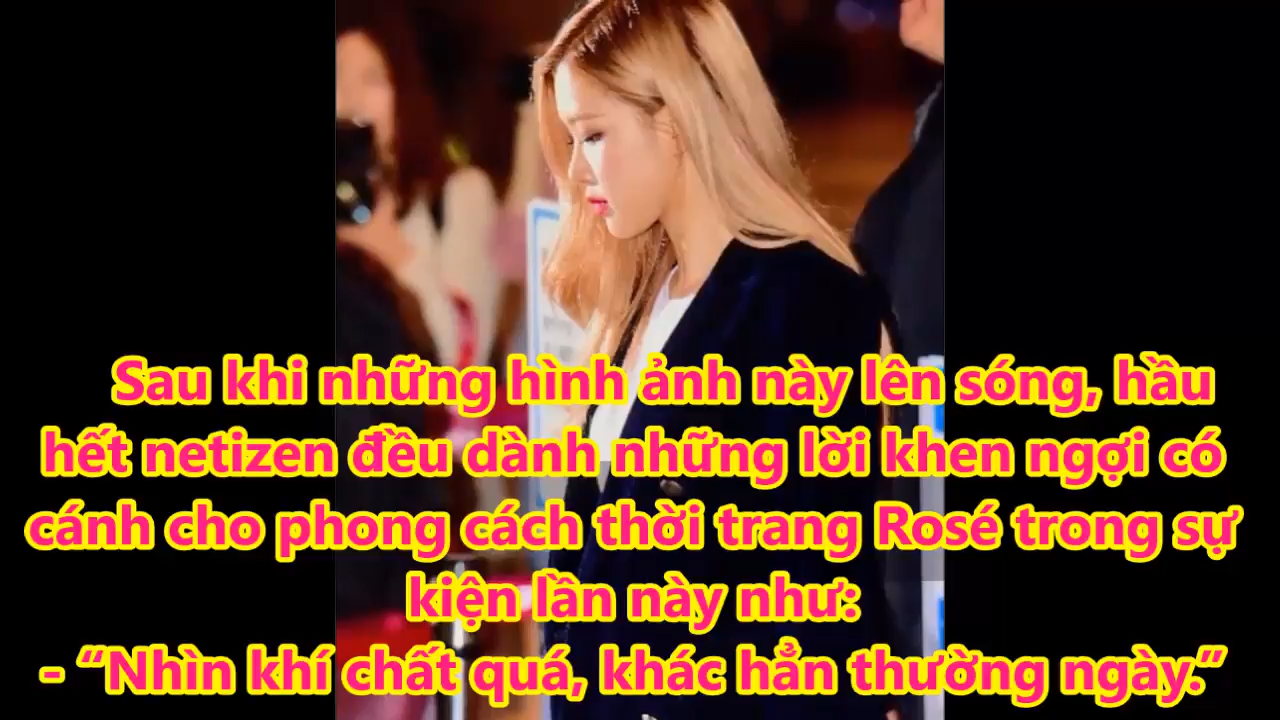 Sau khi những hình ảnh này lên sóng, hầu
hết netizen đều dành những lời khen ngợi có
cánh cho phong cách thời trang Rosé trong sự
kiện lần này như:
- “Nhìn khí chất quá, khác hẳn thường ngày.”